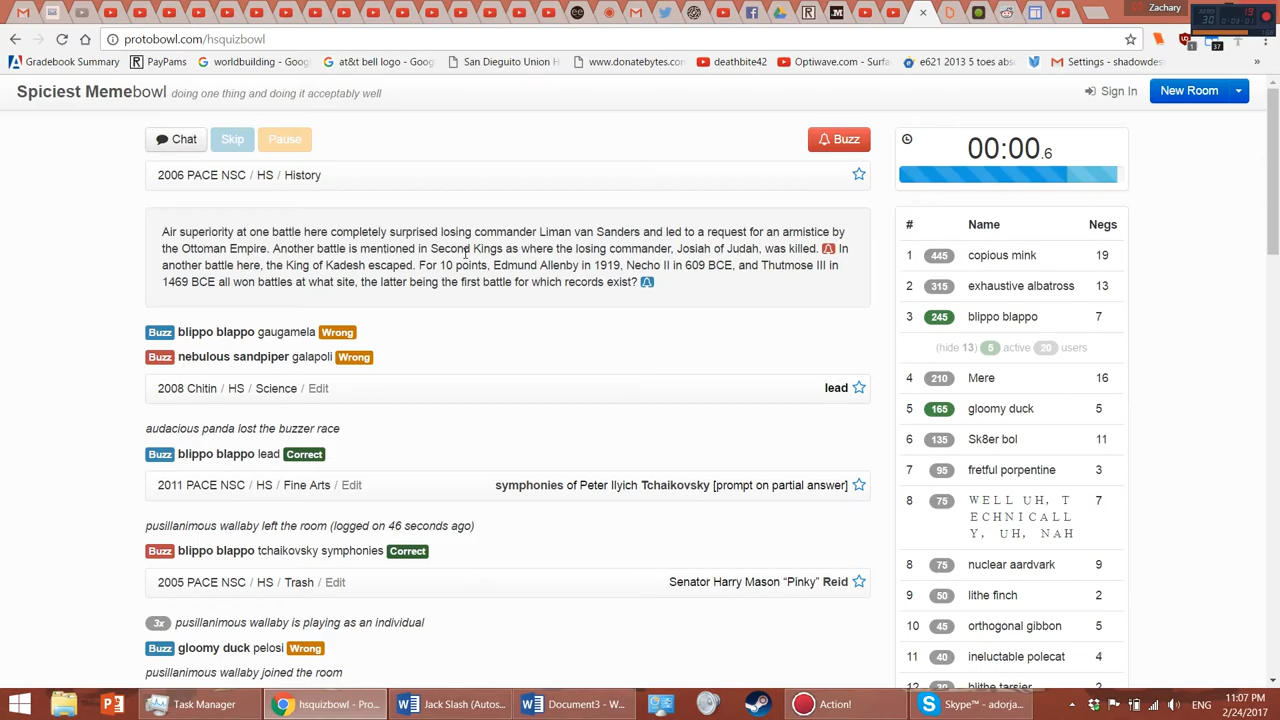 Zachary
protobowl.com/hsquizbowl
Gradebook Summary
PayPams
worldbuilding - Goog
at&t bell logo - Goog
San Dieguito Union H
www.donatebytes.
deathbite42
Optiwave.com - Surfa
e621 2013 5 toes abs
Settings - shadowdes
»
Spiciest Memebowl doing one thing and doing it acceptably well
Sign In
New Room
Chat
Skip
Pause
Buzz
2006 PACE NSC / HS / History
Air superiority at one battle here completely surprised losing commander Liman van Sanders and led to a request for an armistice by
the Ottoman Empire. Another battle is mentioned in Second Kings as where the losing commander, Josiah of Judah, was killed. In
another battle here, the King of Kadesh escaped. For 10 points, Edmund Allenby in 1919, Necho II in 609 BCE, and Thutmose III in
1469 BCE all won battles at what site, the latter being the first battle for which records exist?
Buzz blippo blappo gaugamela Wrong
Buzz nebulous sandpiper galapoli Wrong
2008 Chitin / HS / Science / Edit
lead
audacious panda lost the buzzer race
Buzz blippo blappo lead Correct
2011 PACE NSC / HS / Fine Arts / Edit
symphonies of Peter Ilyich Tchaikovsky [prompt on partial answer]
pusillanimous wallaby left the room (logged on 46 seconds ago)
Buzz blippo blappo tchaikovsky symphonies Correct
2005 PACE NSC / HS / Trash / Edit
Senator Harry Mason “Pinky” Reid
3x pusillanimous wallaby is playing as an individual
Buzz gloomy duck pelosi Wrong
pusillanimous wallaby joined the room
00:00.6
# Name Negs
1 445 copious mink 19
2 315 exhaustive albatross 13
3 245 blippo blappo 7
(hide 13) 5 active 20 users
4 210 Mere 16
5 165 gloomy duck 5
6 135 Sk8er boI 11
7 95 fretful porpentine 3
8 75 WELL UH, T
ECHNICALL
Y, UH, NAH 7
8 75 nuclear aardvark 9
9 50 lithe finch 2
10 45 orthogonal gibbon 5
11 40 ineluctable polecat 4
12 30 blithe tarsier 2
Task Manager
hsquizbowl - Pro...
Jack Slash (Autos...
Document3 - W...
Action!
Skype™ - adorja...
ENG
11:07 PM
2/24/2017